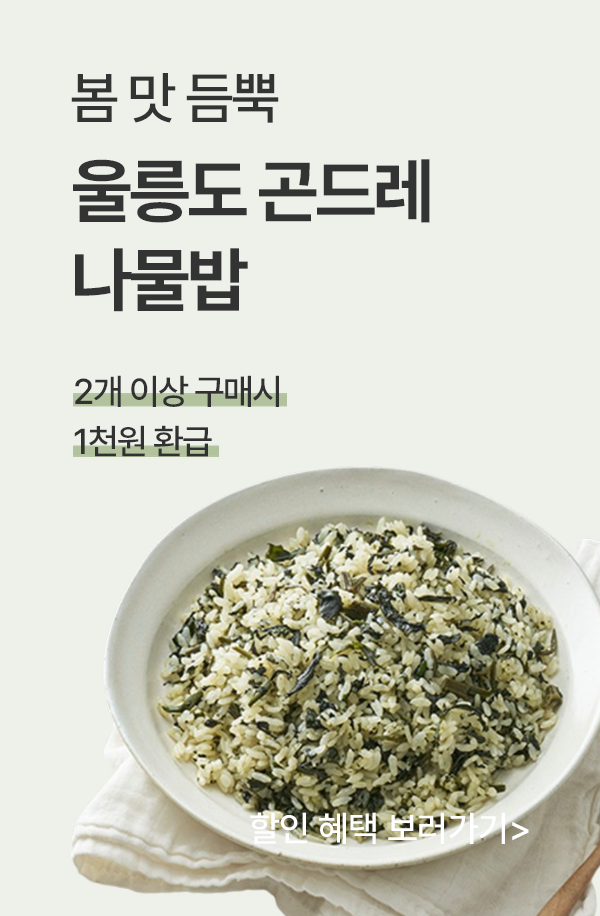 봄 맛 듬뿍
울릉도 곤드레
나물밥
2개 이상 구매시
1천원 환급
할인 혜택 보러가기>